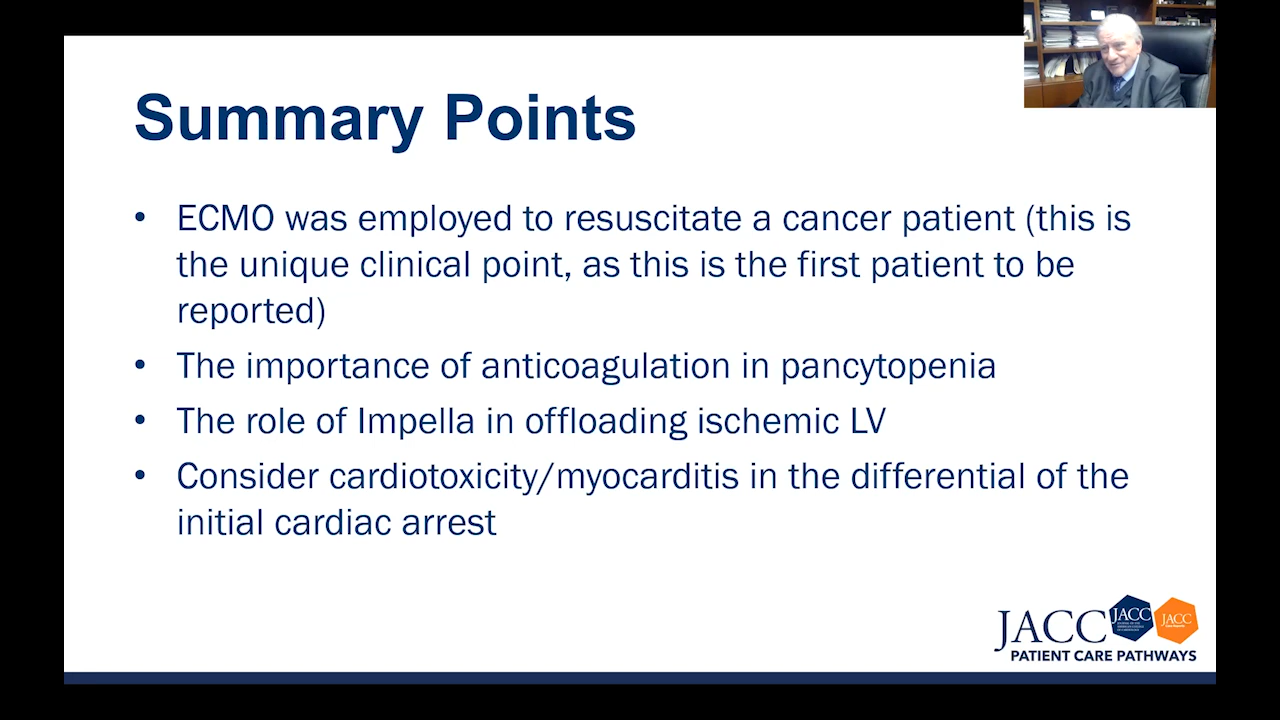 Summary Points
• ECMO was employed to resuscitate a cancer patient (this is
the unique clinical point, as this is the first patient to be
reported)
• The importance of anticoagulation in pancytopenia
• The role of Impella in offloading ischemic LV
• Consider cardiotoxicity/myocarditis in the differential of the
initial cardiac arrest
JACC JACC JACC
PATIENT CARE PATHWAYS